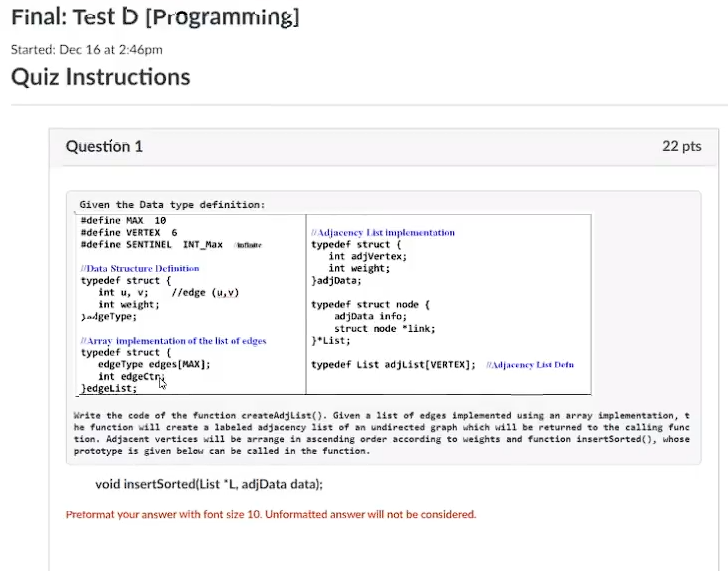 Final: Test D [Programming]
Started: Dec 16 at 2:46pm
Quiz Instructions
Question 1
22 pts
Given the Data type definition:
#define MAX 10
#define VERTEX 6
#define SENTINEL INT_Max //infinite
//Data Structure Definition
typedef struct {
int u, v; //edge (u,v)
int weight;
}edgeType;
//Array implementation of the list of edges
typedef struct {
edgeType edges[MAX];
int edgeCtr;
}edgeList;
//Adjacency List implementation
typedef struct {
int adjVertex;
int weight;
}adjData;
typedef struct node {
adjData info;
struct node *link;
}*List;
typedef List adjList[VERTEX]; //Adjacency List Defn
Write the code of the function createAdjList(). Given a list of edges implemented using an array implementation, t
he function will create a labeled adjacency list of an undirected graph which will be returned to the calling func
tion. Adjacent vertices will be arrange in ascending order according to weights and function insertSorted(), whose
prototype is given below can be called in the function.
void insertSorted(List *L, adjData data);
Preformat your answer with font size 10. Unformatted answer will not be considered.